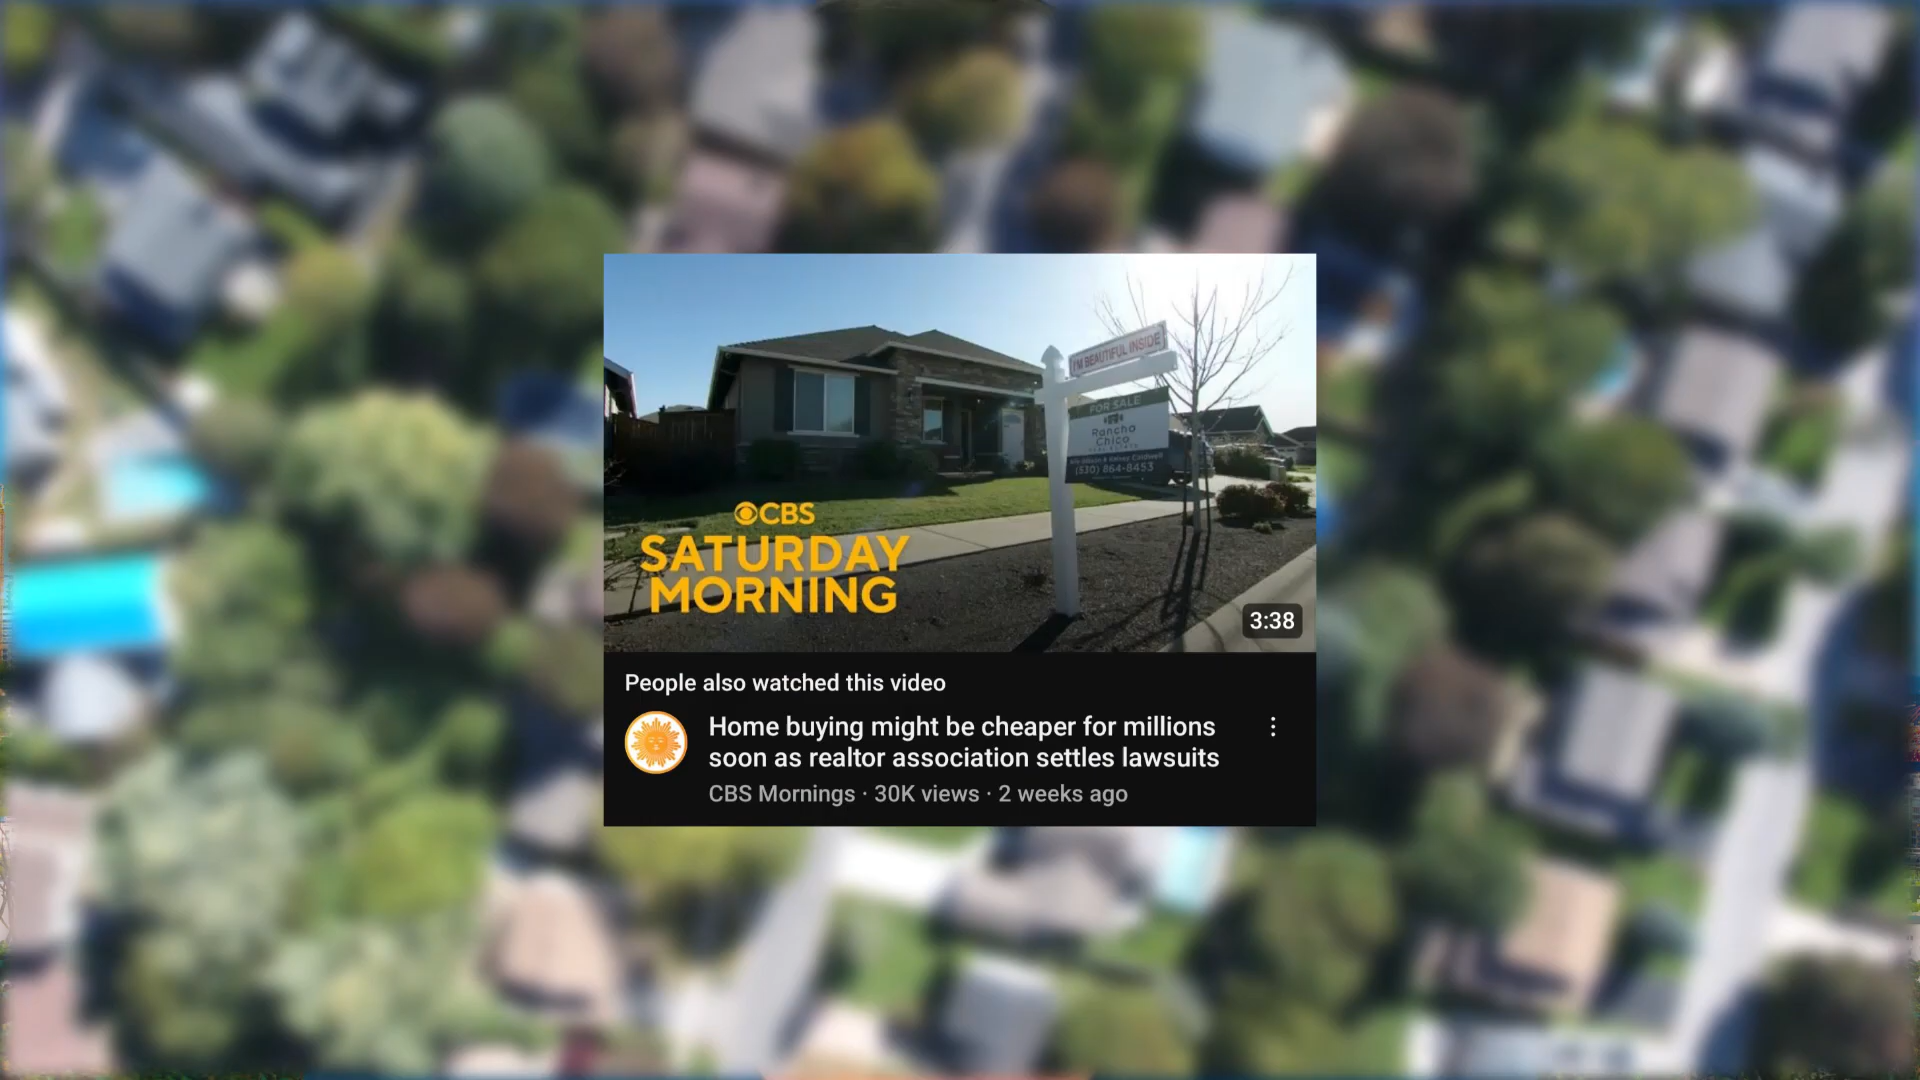 I'M BEAUTIFUL INSIDE
FOR SALE
Rancho
Chico
(530) 864-8453
CBS
SATURDAY
MORNING
3:38
People also watched this video
Home buying might be cheaper for millions
soon as realtor association settles lawsuits
CBS Mornings · 30K views · 2 weeks ago